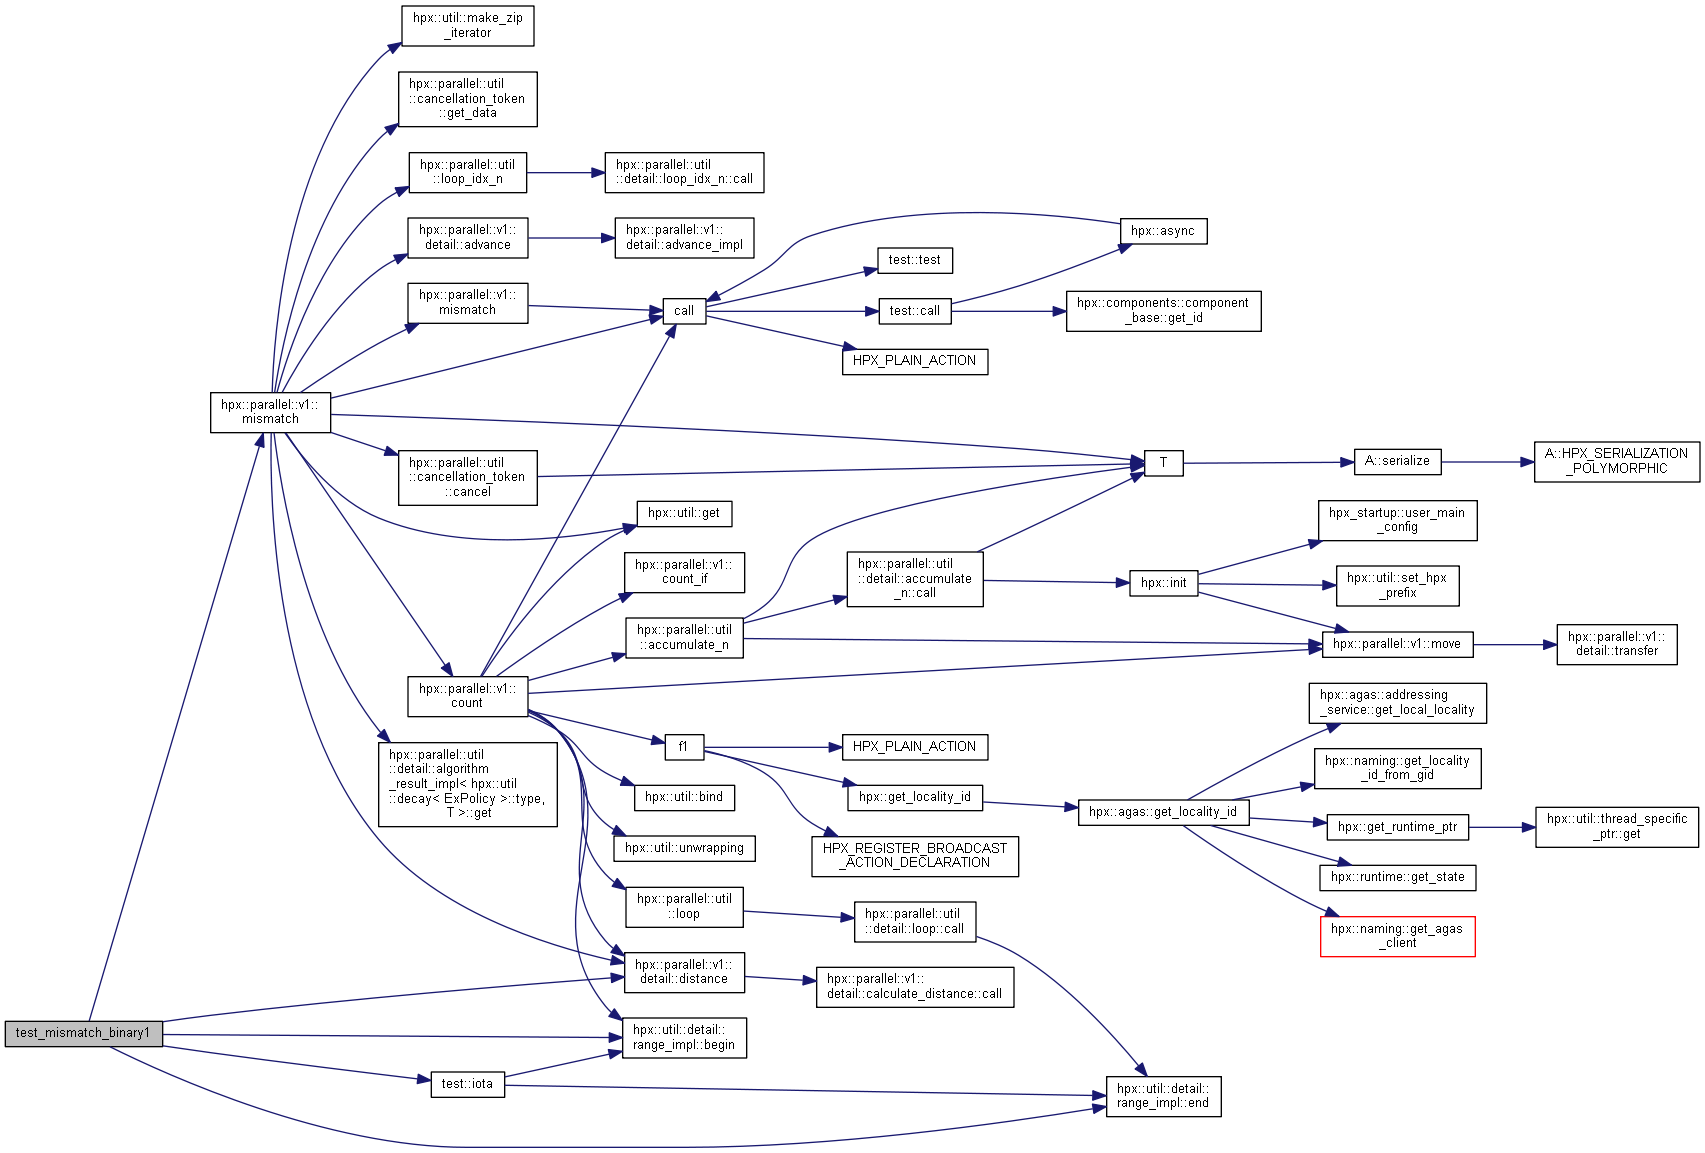 hpx::util::make_zip
_iterator
hpx::parallel::util
::cancellation_token
::get_data
hpx::parallel::util
::loop_idx_n
hpx::parallel::util
::detail::loop_idx_n::call
hpx::parallel::v1::
detail::advance
hpx::parallel::v1::
detail::advance_impl
hpx::async
test::test
hpx::parallel::v1::
mismatch
call
test::call
hpx::components::component
_base::get_id
HPX_PLAIN_ACTION
hpx::parallel::v1::
mismatch
hpx::parallel::util
::cancellation_token
::cancel
T
A::serialize
A::HPX_SERIALIZATION
_POLYMORPHIC
hpx::util::get
hpx_startup::user_main
_config
hpx::parallel::v1::
count_if
hpx::parallel::util
::detail::accumulate
_n::call
hpx::init
hpx::util::set_hpx
_prefix
hpx::parallel::util
::accumulate_n
hpx::parallel::v1::move
hpx::parallel::v1::
detail::transfer
hpx::parallel::v1::
count
hpx::agas::addressing
_service::get_local_locality
f1
HPX_PLAIN_ACTION
hpx::naming::get_locality
_id_from_gid
hpx::parallel::util
::detail::algorithm
_result_impl< hpx::util
::decay< ExPolicy >::type,
T >::get
hpx::util::bind
hpx::get_locality_id
hpx::agas::get_locality_id
hpx::get_runtime_ptr
hpx::util::thread_specific
_ptr::get
hpx::util::unwrapping
HPX_REGISTER_BROADCAST
_ACTION_DECLARATION
hpx::runtime::get_state
hpx::parallel::util
::loop
hpx::parallel::util
::detail::loop::call
hpx::naming::get_agas
_client
hpx::parallel::v1::
detail::distance
hpx::parallel::v1::
detail::calculate_distance::call
test_mismatch_binary1
hpx::util::detail::
range_impl::begin
test::iota
hpx::util::detail::
range_impl::end